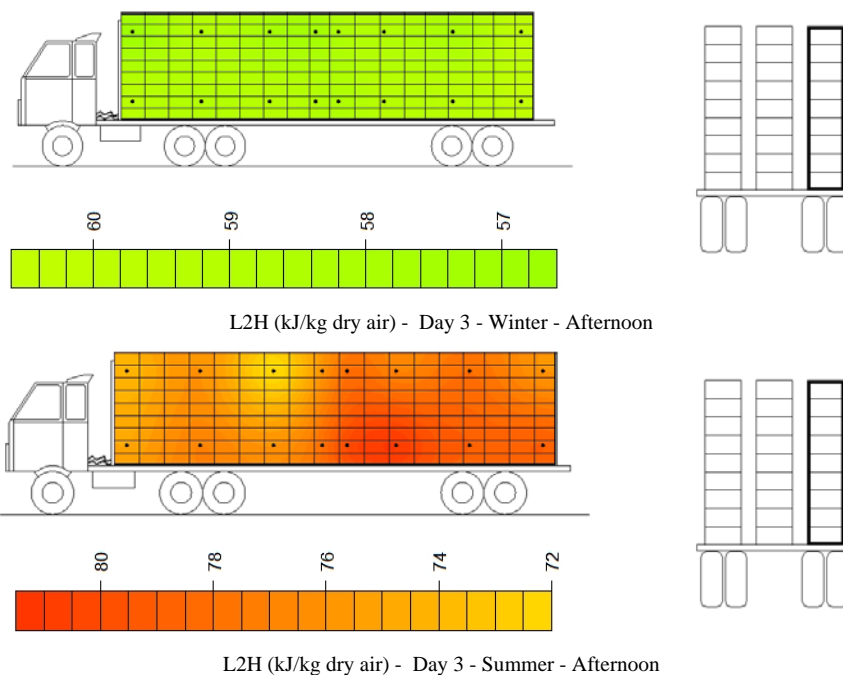 60 59 58 57
L2H (kJ/kg dry air) - Day 3 - Winter - Afternoon
80 78 76 74 72
L2H (kJ/kg dry air) - Day 3 - Summer - Afternoon